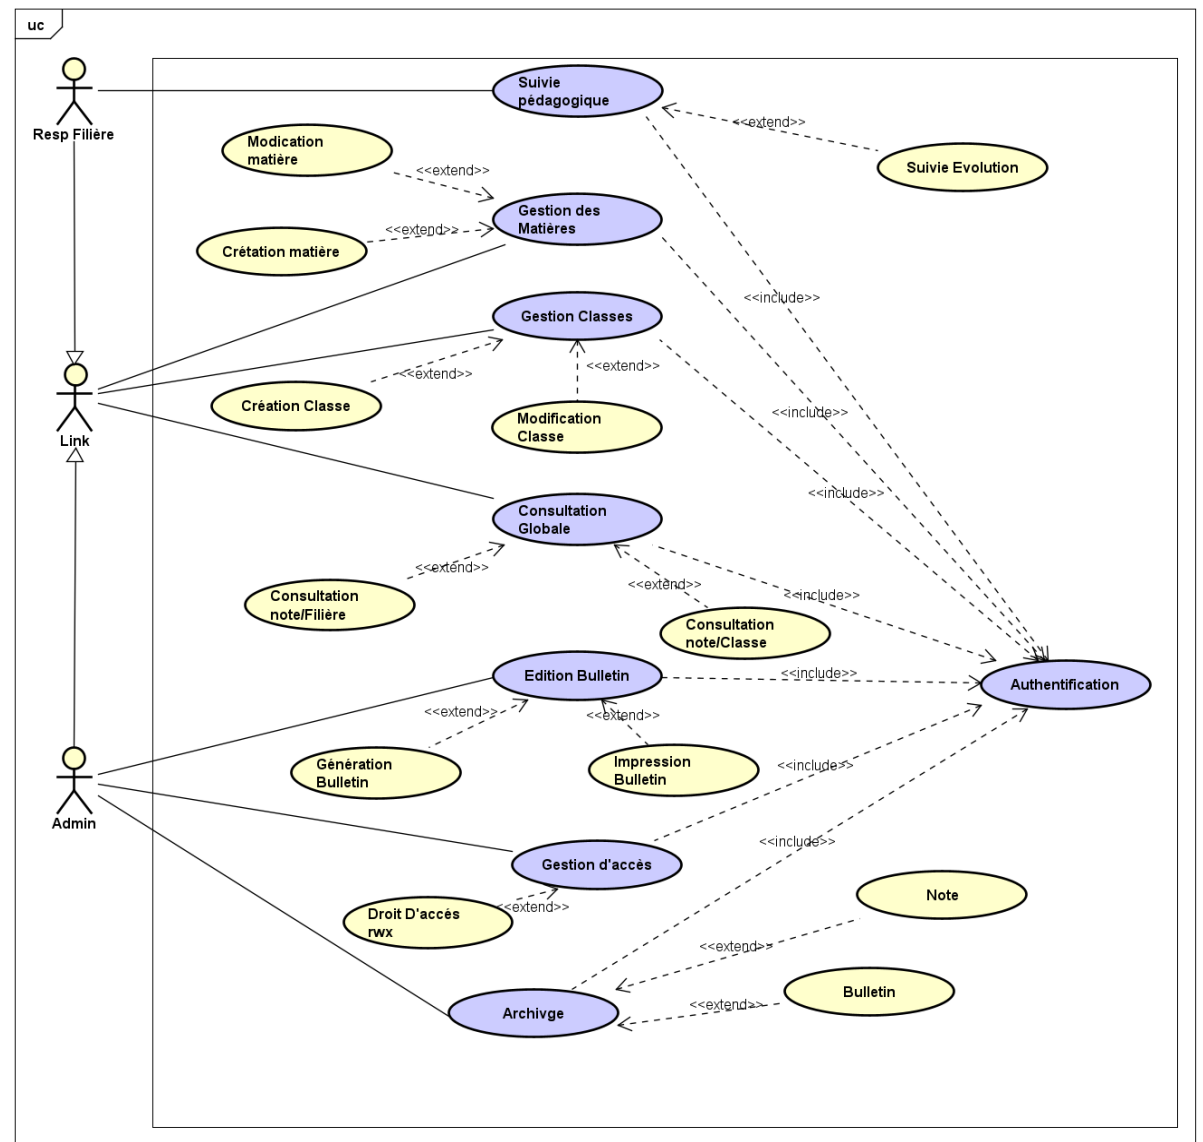 uc
Suivie
pédagogique
Resp Filière
<<extend>>
Modication
matière
Suivie Evolution
<<extend>>
Gestion des
Matières
<<extend>>
Crétation matière
<<include>>
Gestion Classes
<<extend>>
<<extend>>
Création Classe
<<include>>
Modification
Classe
Link
<<include>>
Consultation
Globale
<<extend>>
<<extend>>
<<include>>
Consultation
note/Filière
Consultation
note/Classe
Edition Bulletin
<<include>>
Authentification
<<extend>>
<<extend>>
Génération
Bulletin
Impression
Bulletin
<<include>>
Admin
<<include>>
Gestion d'accès
Note
<<extend>>
Droit D'accés
rwx
<<extend>>
Bulletin
<<extend>>
Archivge